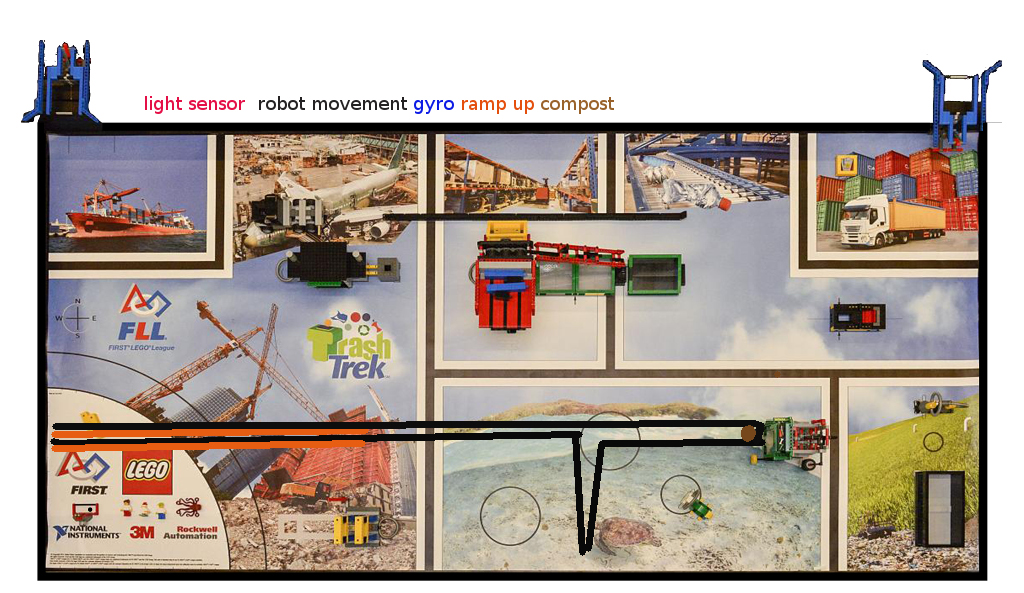 light sensor robot movement gyro ramp up compost
N
W E
S
FLL
FIRST LEGO League
Trash
Trek
FIRST
LEGO
NATIONAL
INSTRUMENTS
3M
Rockwell
Automation